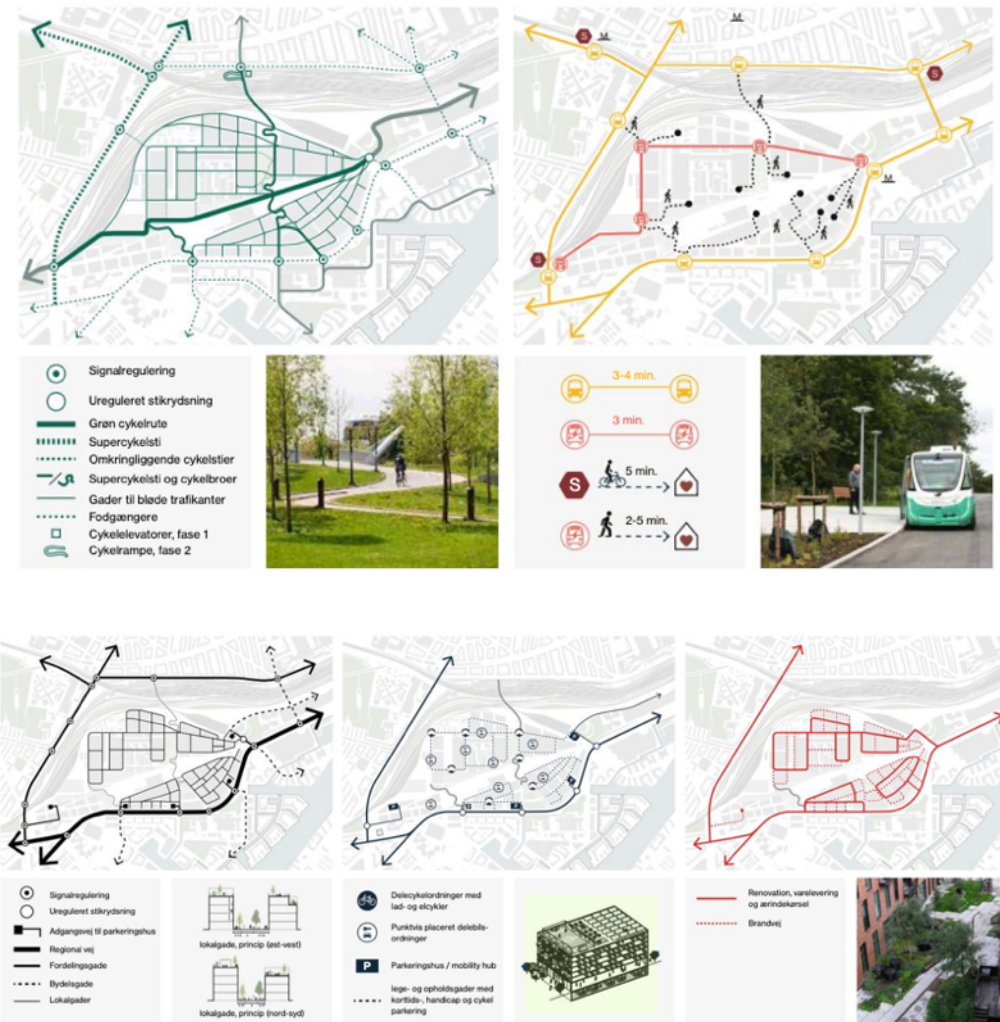 S
M
M
S
M
S
Signalregulering
Ureguleret stikrydsning
Grøn cykelrute
Supercykelsti
Omkringliggende cykelstier
Supercykelsti og cykelbroer
Gader til bløde trafikanter
Fodgængere
Cykelelevatorer, fase 1
Cykelrampe, fase 2
3-4 min.
3 min.
S
5 min.
2-5 min.
P
P
P
P
Signalregulering
Ureguleret stikrydsning
Adgangsvej til parkeringshus
Regional vej
Fordelingsgade
Bydelsgade
Lokalgader
lokalgade, princip (øst-vest)
lokalgade, princip (nord-syd)
Delecykelordninger med
lad- og elcykler
Punktvis placeret delebils-
ordninger
P
Parkeringshus / mobility hub
lege- og opholdsgader med
korttids-, handicap og cykel
parkering
Renovation, varelevering
og ærindekørsel
Brandvej